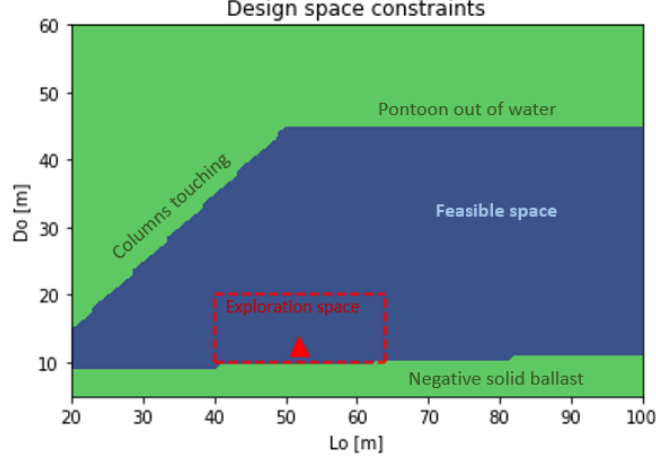 Design space constraints
60
50
40
30
20
10
Do [m]
Pontoon out of water
Columns touching
Feasible space
Exploration space
Negative solid ballast
20 30 40 50 60 70 80 90 100
Lo [m]